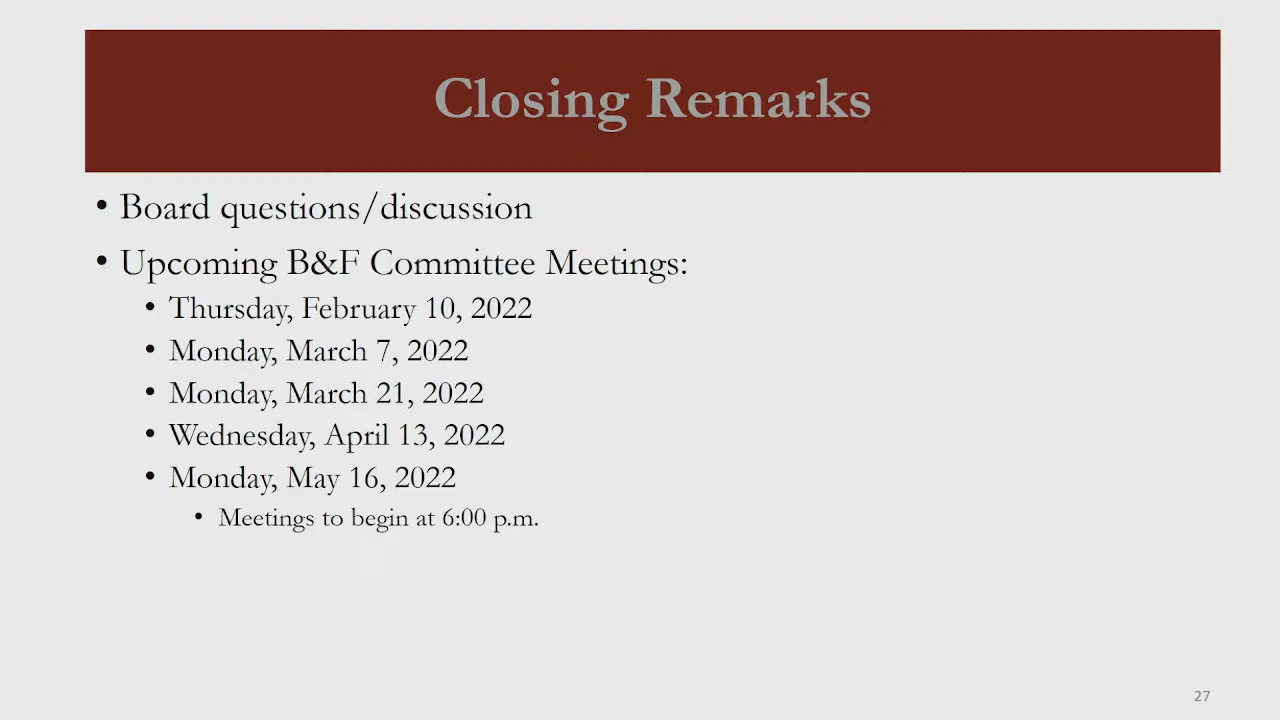 Closing Remarks
• Board questions/discussion
• Upcoming B&F Committee Meetings:
• Thursday, February 10, 2022
• Monday, March 7, 2022
• Monday, March 21, 2022
• Wednesday, April 13, 2022
• Monday, May 16, 2022
• Meetings to begin at 6:00 p.m.
27